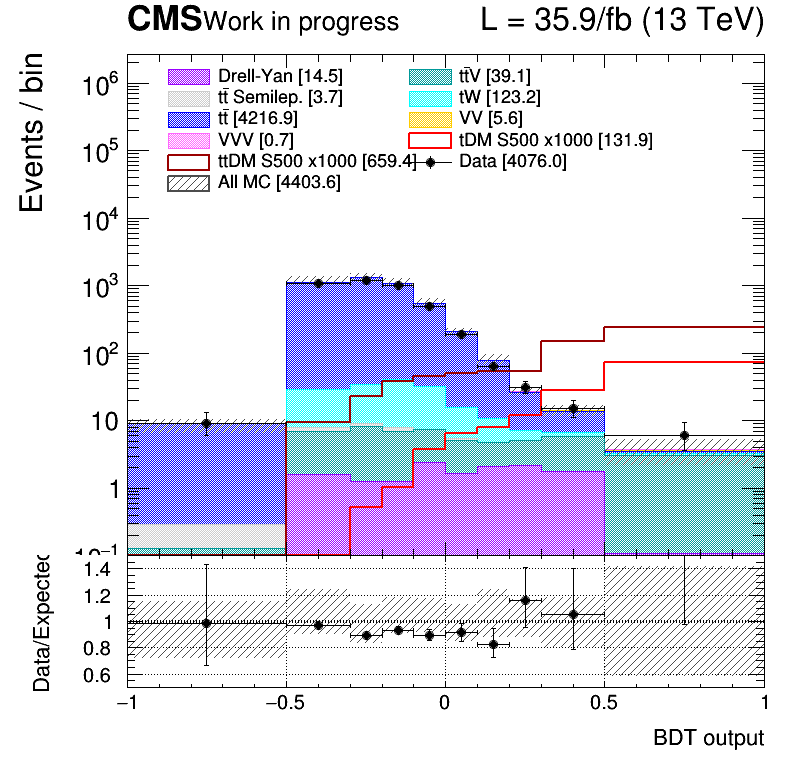 CMS Work in progress L = 35.9/fb (13 TeV)
Events / bin
Drell-Yan [14.5] tt̄V [39.1]
tt̄ Semilep. [3.7] tW [123.2]
tt̄ [4216.9] VV [5.6]
VVV [0.7] tDM S500 x1000 [131.9]
ttDM S500 x1000 [659.4] Data [4076.0]
All MC [4403.6]
10⁶
10⁵
10⁴
10³
10²
10
1
10⁻¹
Data/Expected
1.4
1.2
1
0.8
0.6
−1 −0.5 0 0.5 1
BDT output